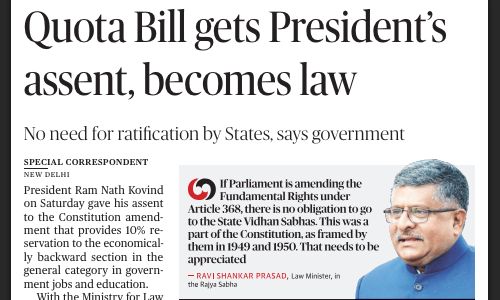 Quota Bill gets President’s
assent, becomes law
No need for ratification by States, says government
SPECIAL CORRESPONDENT
NEW DELHI
President Ram Nath Kovind
on Saturday gave his assent
to the Constitution amend-
ment that provides 10% re-
servation to the economical-
ly backward section in the
general category in govern-
ment jobs and education.
With the Ministry for Law
If Parliament is amending the
Fundamental Rights under
Article 368, there is no obligation to go
to the State Vidhan Sabhas. This was a
part of the Constitution, as framed by
them in 1949 and 1950. That needs to be
appreciated
— RAVI SHANKAR PRASAD, Law Minister, in
the Rajya Sabha